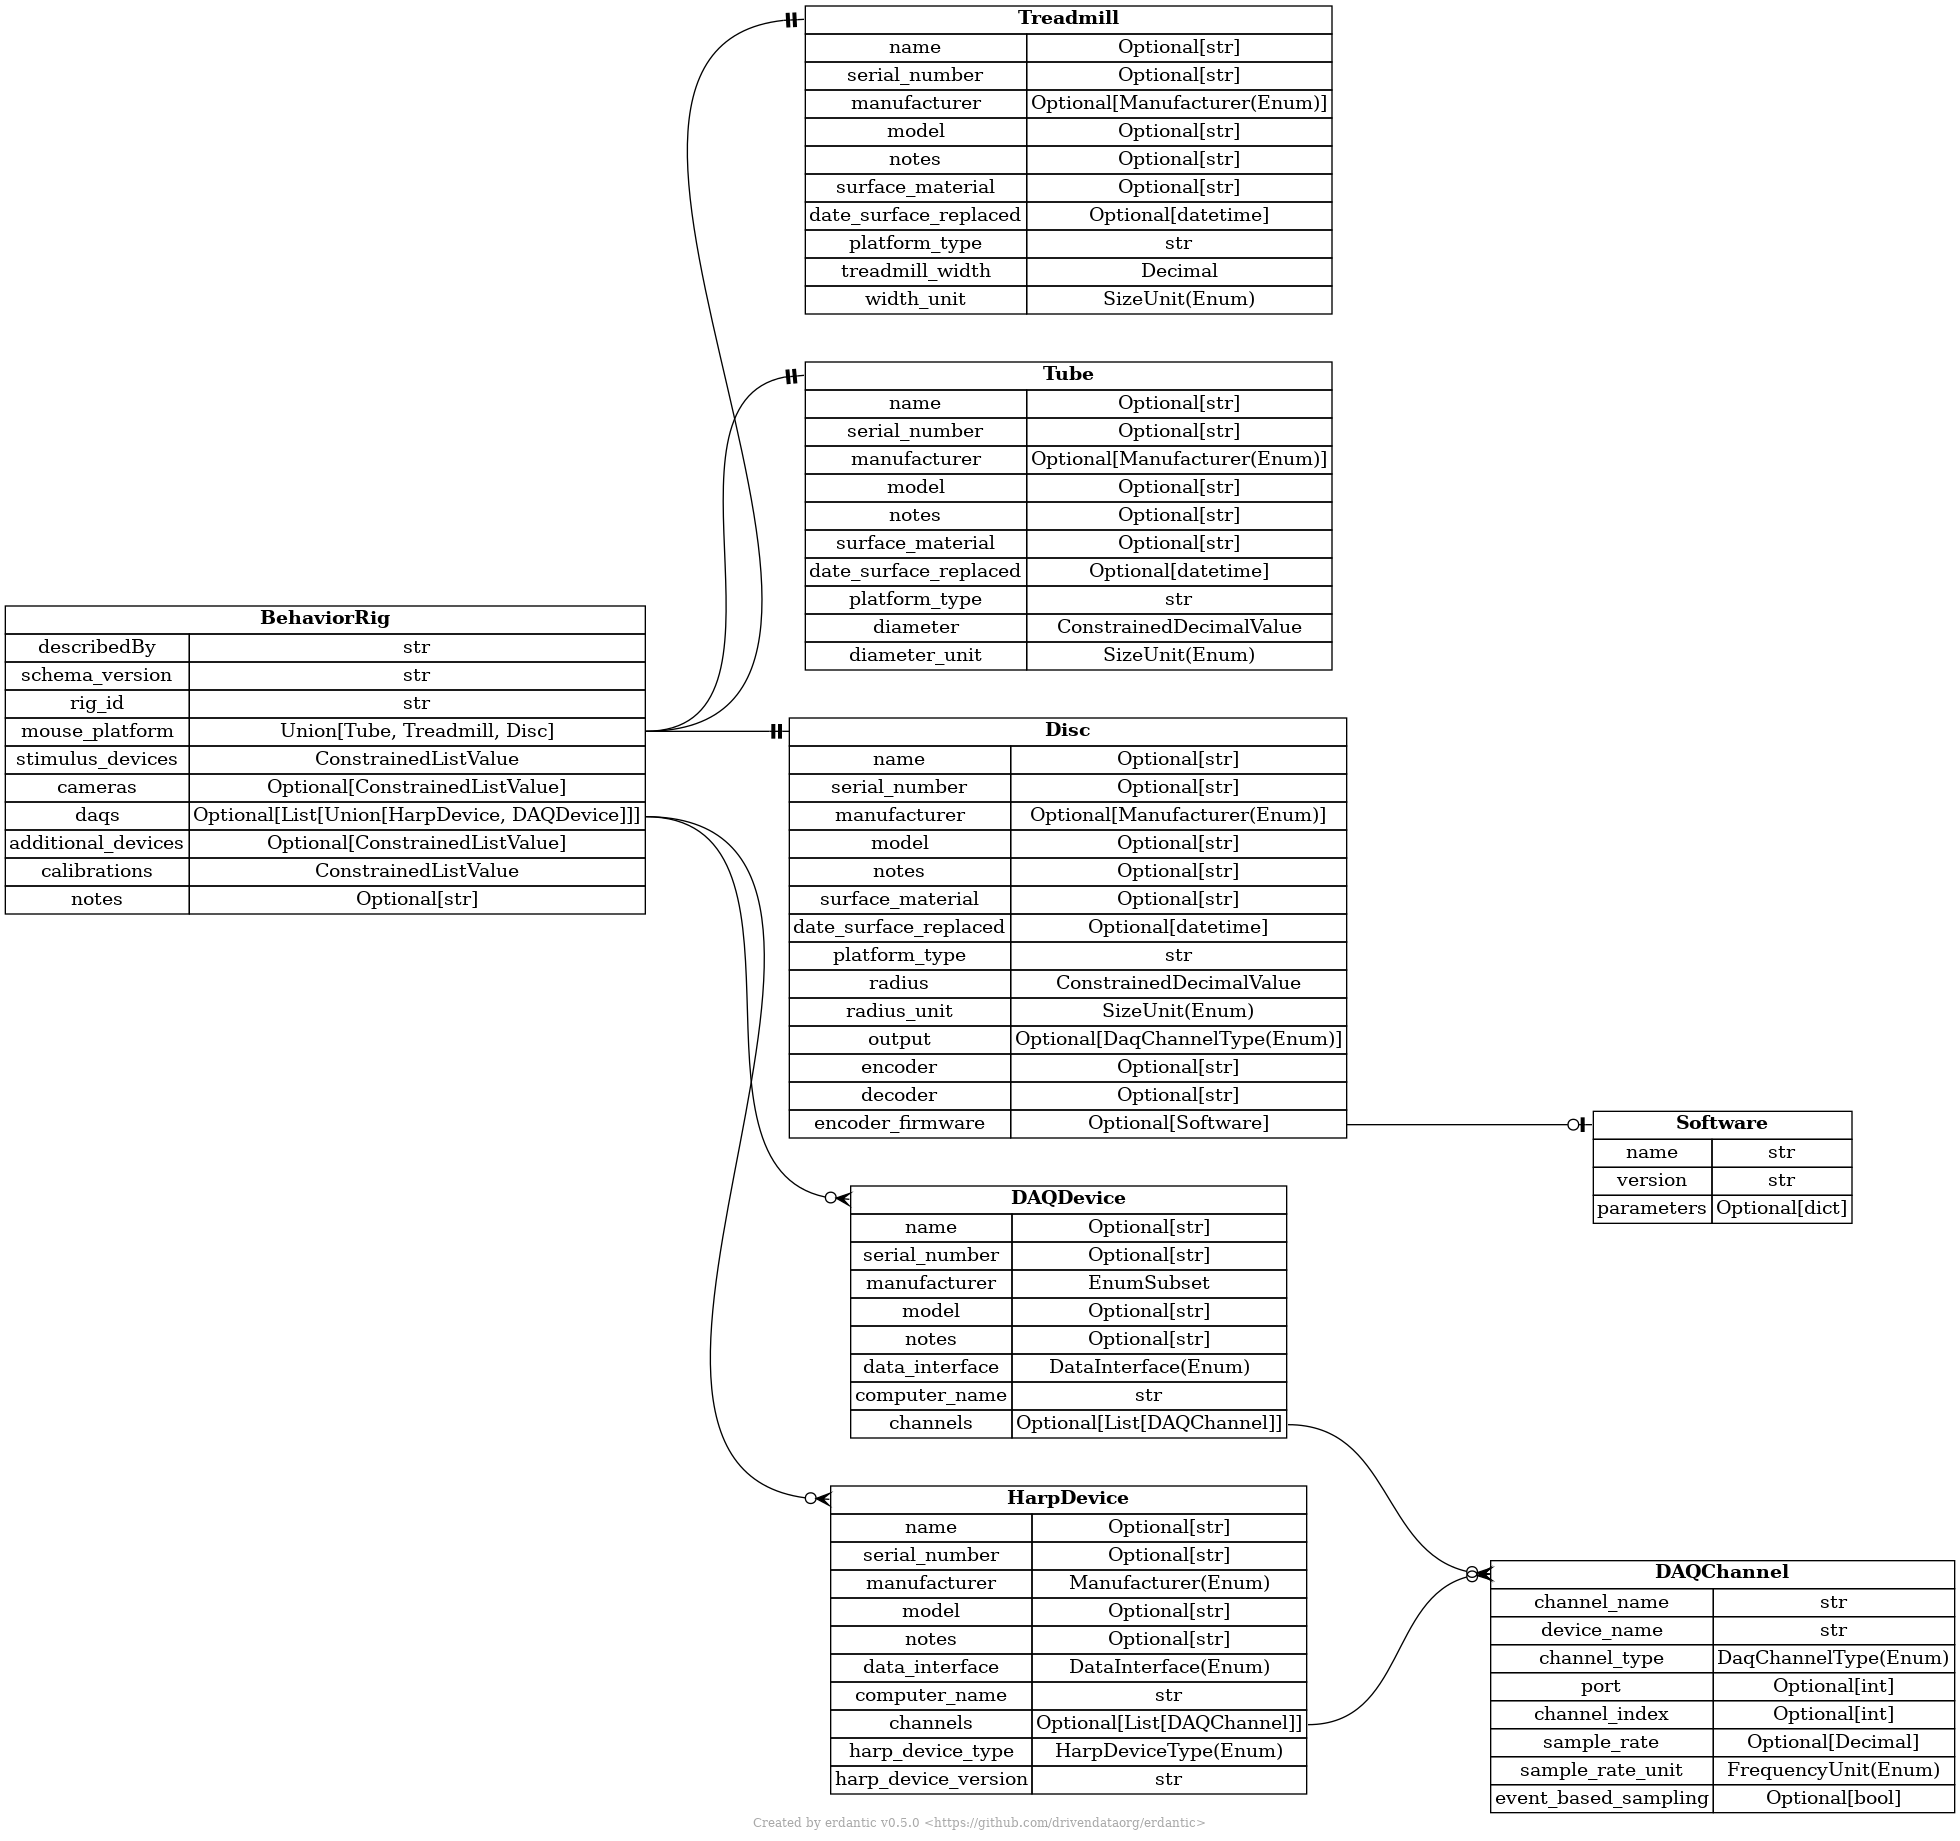 Treadmill
name Optional[str]
serial_number Optional[str]
manufacturer Optional[Manufacturer(Enum)]
model Optional[str]
notes Optional[str]
surface_material Optional[str]
date_surface_replaced Optional[datetime]
platform_type str
treadmill_width Decimal
width_unit SizeUnit(Enum)
Tube
name Optional[str]
serial_number Optional[str]
manufacturer Optional[Manufacturer(Enum)]
model Optional[str]
notes Optional[str]
surface_material Optional[str]
date_surface_replaced Optional[datetime]
platform_type str
diameter ConstrainedDecimalValue
diameter_unit SizeUnit(Enum)
BehaviorRig
describedBy str
schema_version str
rig_id str
mouse_platform Union[Tube, Treadmill, Disc]
stimulus_devices ConstrainedListValue
cameras Optional[ConstrainedListValue]
daqs Optional[List[Union[HarpDevice, DAQDevice]]]
additional_devices Optional[ConstrainedListValue]
calibrations ConstrainedListValue
notes Optional[str]
Disc
name Optional[str]
serial_number Optional[str]
manufacturer Optional[Manufacturer(Enum)]
model Optional[str]
notes Optional[str]
surface_material Optional[str]
date_surface_replaced Optional[datetime]
platform_type str
radius ConstrainedDecimalValue
radius_unit SizeUnit(Enum)
output Optional[DaqChannelType(Enum)]
encoder Optional[str]
decoder Optional[str]
encoder_firmware Optional[Software]
Software
name str
version str
parameters Optional[dict]
DAQDevice
name Optional[str]
serial_number Optional[str]
manufacturer EnumSubset
model Optional[str]
notes Optional[str]
data_interface DataInterface(Enum)
computer_name str
channels Optional[List[DAQChannel]]
HarpDevice
name Optional[str]
serial_number Optional[str]
manufacturer Manufacturer(Enum)
model Optional[str]
notes Optional[str]
data_interface DataInterface(Enum)
computer_name str
channels Optional[List[DAQChannel]]
harp_device_type HarpDeviceType(Enum)
harp_device_version str
DAQChannel
channel_name str
device_name str
channel_type DaqChannelType(Enum)
port Optional[int]
channel_index Optional[int]
sample_rate Optional[Decimal]
sample_rate_unit FrequencyUnit(Enum)
event_based_sampling Optional[bool]
Created by erdantic v0.5.0 <https://github.com/drivendataorg/erdantic>